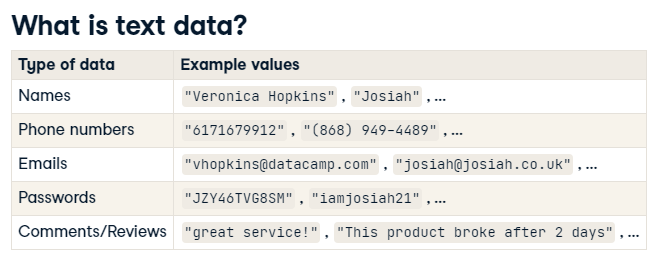 What is text data?
Type of data Example values
Names "Veronica Hopkins" , "Josiah" , ...
Phone numbers "6171679912" , "(868) 949-4489" , ...
Emails "vhopkins@datacamp.com" , "josiah@josiah.co.uk" , ...
Passwords "JZY46TVG8SM" , "iamjosiah21" , ...
Comments/Reviews "great service!" , "This product broke after 2 days" , ...